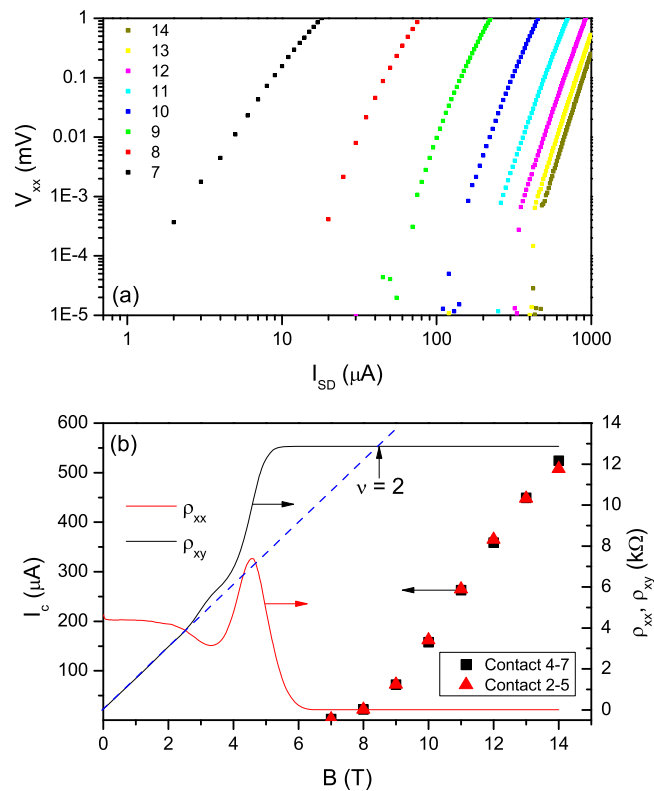 1
0.1
0.01
1E-3
1E-4
1E-5
V_xx (mV)
14
13
12
11
10
9
8
7
(a)
1 10 100 1000
I_SD (μA)
600
500
400
300
200
100
I_c (μA)
(b)
ρ_xx
ρ_xy
ν = 2
14
12
10
8
6
4
2
0
ρ_xx, ρ_xy (kΩ)
Contact 4-7
Contact 2-5
0 2 4 6 8 10 12 14
B (T)